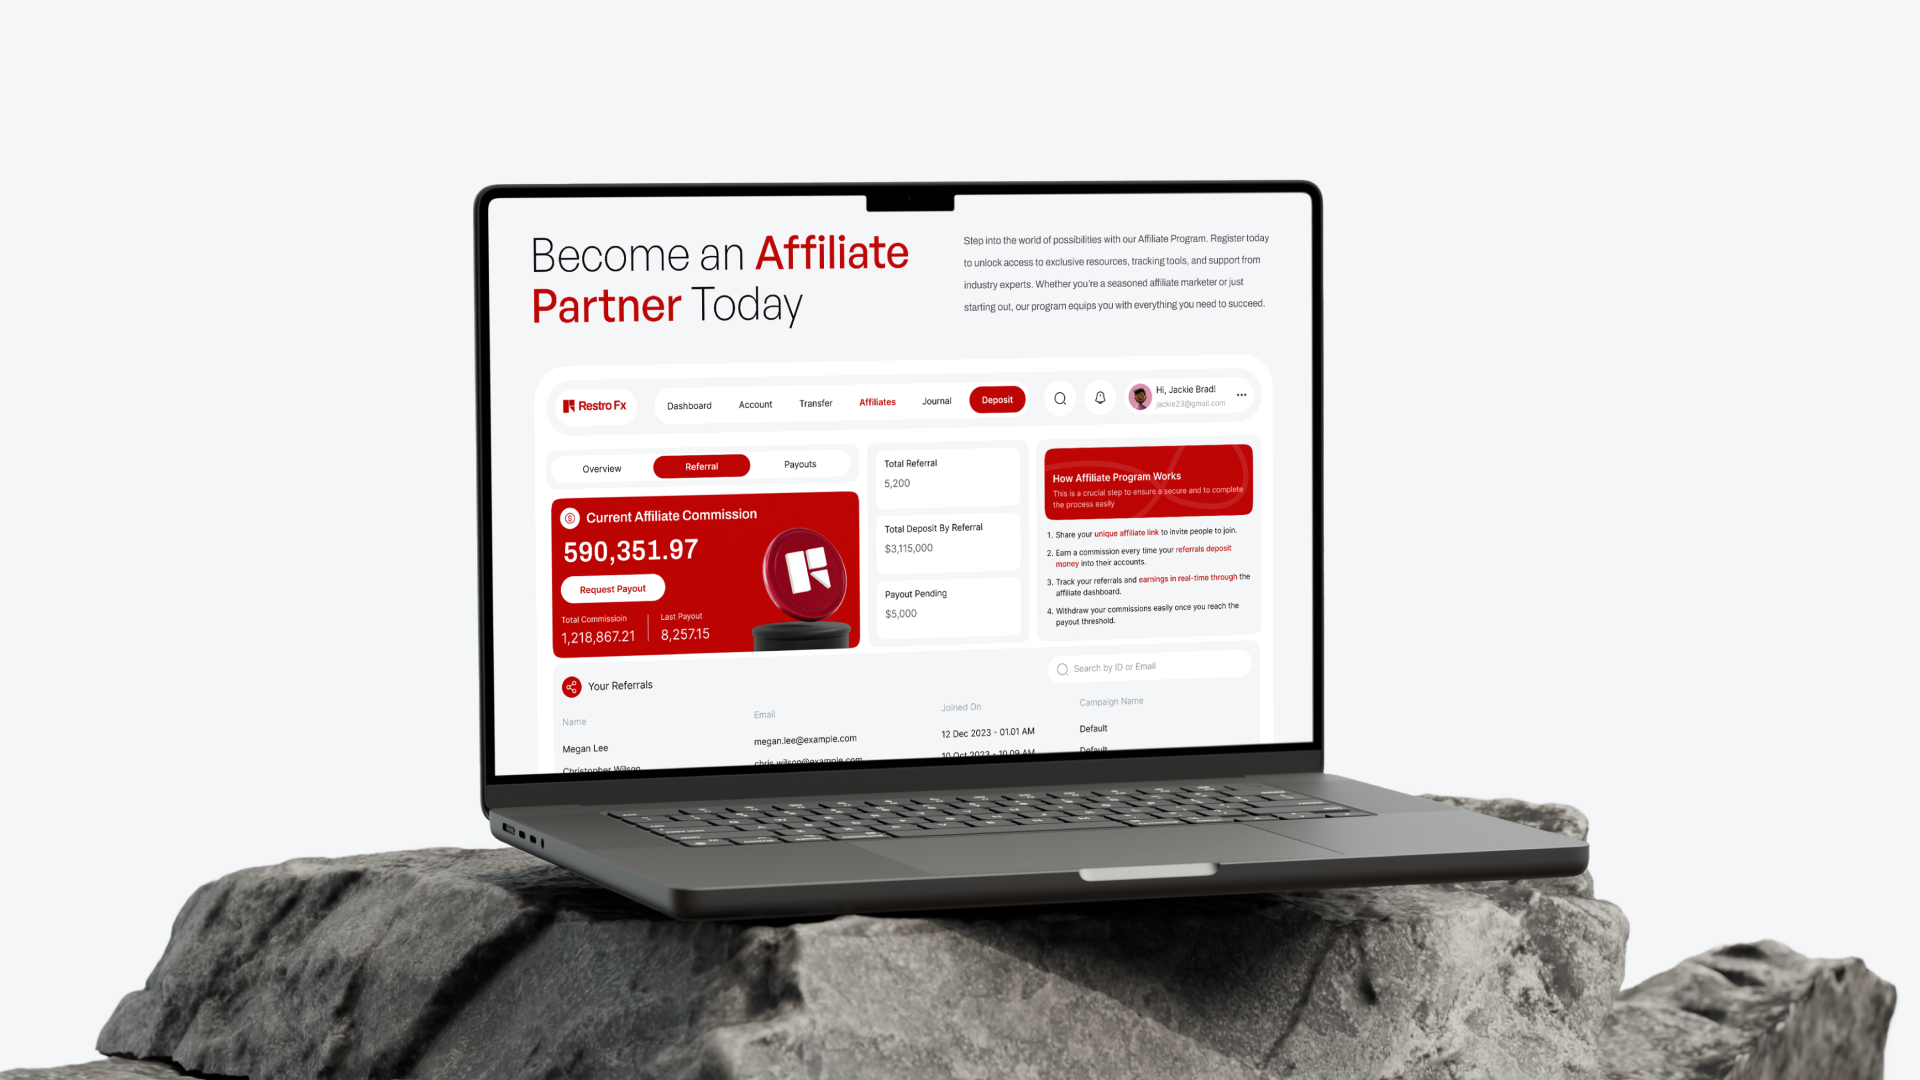 Become an Affiliate
Partner Today
Step into the world of possibilities with our Affiliate Program. Register today
to unlock access to exclusive resources, tracking tools, and support from
industry experts. Whether you're a seasoned affiliate marketer or just
starting out, our program equips you with everything you need to succeed.
Restro Fx
Dashboard
Account
Transfer
Affiliates
Journal
Deposit
Hi, Jackie Brad!
jackie23@gmail.com
Overview
Referral
Payouts
Current Affiliate Commission
590,351.97
Request Payout
Total Commissioin
1,218,867.21
Last Payout
8,257.15
Total Referral
5,200
Total Deposit By Referral
$3,115,000
Payout Pending
$5,000
How Affiliate Program Works
This is a crucial step to ensure a secure and to complete
the process easily
1. Share your unique affiliate link to invite people to join.
2. Earn a commission every time your referrals deposit
money into their accounts.
3. Track your referrals and earnings in real-time through the
affiliate dashboard.
4. Withdraw your commissions easily once you reach the
payout threshold.
Your Referrals
Search by ID or Email
Name
Email
Joined On
Campaign Name
Megan Lee
megan.lee@example.com
12 Dec 2023 - 01.01 AM
Default
Christopher Wilson
chris.wilson@example.com
10 Oct 2023 - 10.09 AM
Default